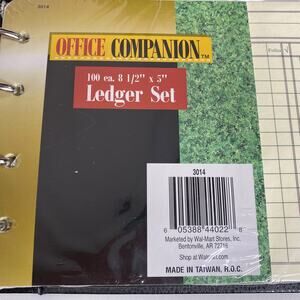 3014
OFFICE COMPANION™
100 ea. 8 1/2" x 5"
Ledger Set
3014
6 05388 44022 8
Marketed by Wal-Mart Stores, Inc.
Bentonville, AR 72716
Shop at Walmart.com
MADE IN TAIWAN, R.O.C.